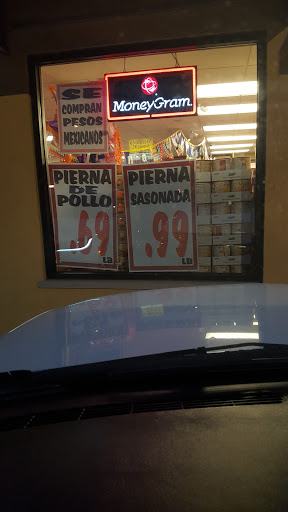 SE
COMPRAN
PESOS
MEXICANOS
MoneyGram
PIERNA
DE
POLLO
.69
LB
PIERNA
SASONADA
.99
LB